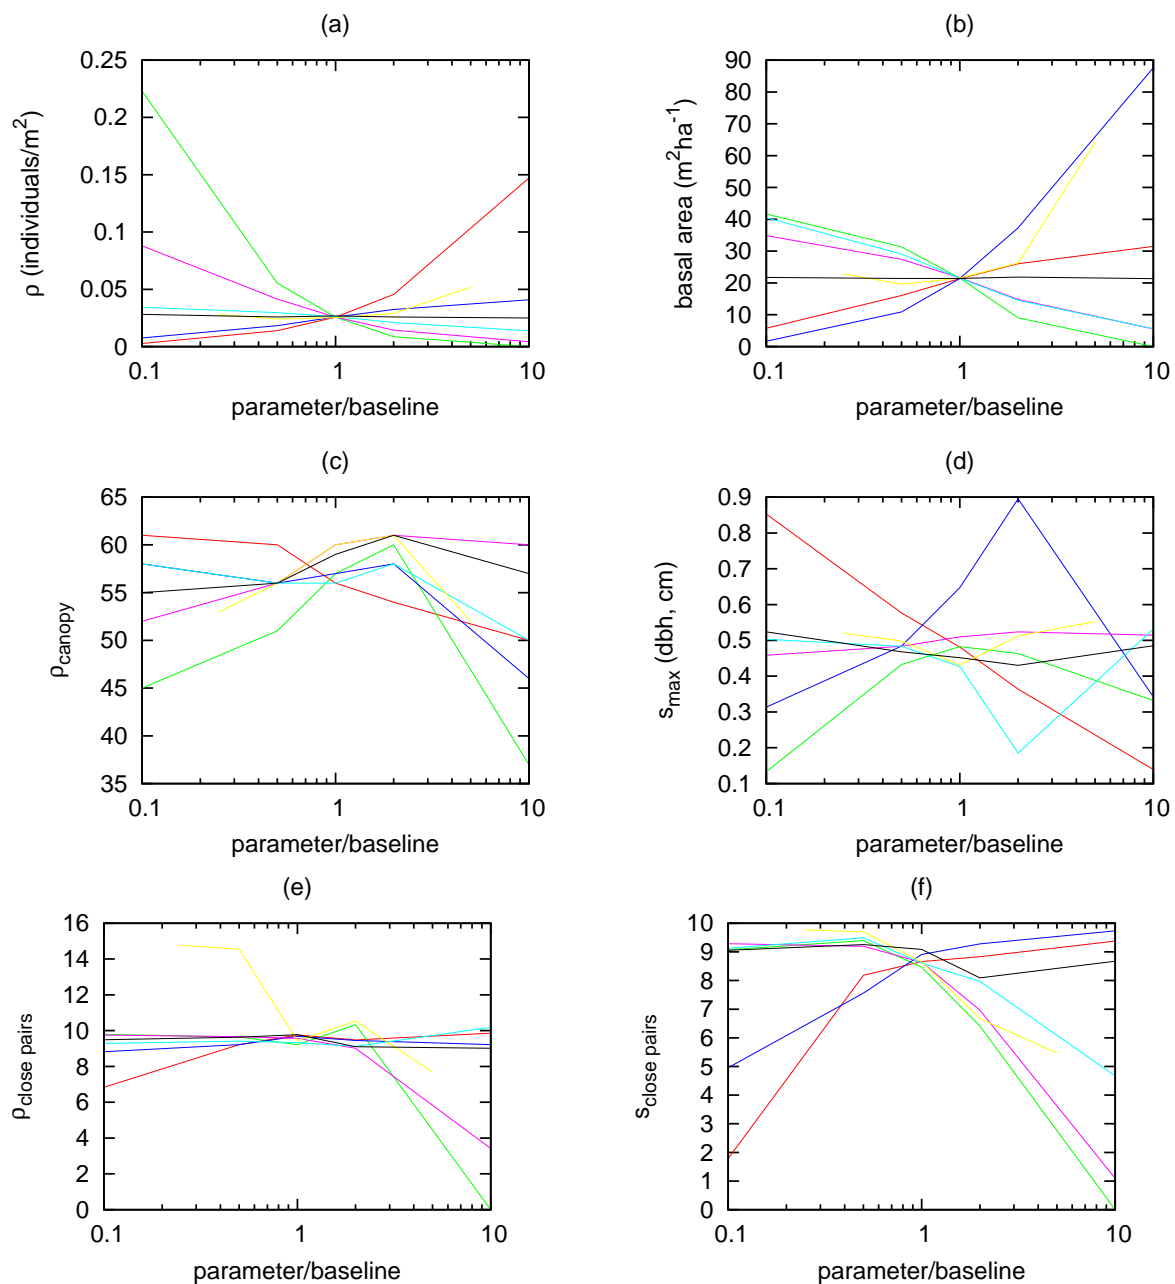 (a)
0.25
0.2
0.15
0.1
0.05
0
ρ (individuals/m²)
0.1 1 10
parameter/baseline
(b)
90
80
70
60
50
40
30
20
10
0
basal area (m²ha⁻¹)
0.1 1 10
parameter/baseline
(c)
65
60
55
50
45
40
35
ρcanopy
0.1 1 10
parameter/baseline
(d)
0.9
0.8
0.7
0.6
0.5
0.4
0.3
0.2
0.1
smax (dbh, cm)
0.1 1 10
parameter/baseline
(e)
16
14
12
10
8
6
4
2
0
ρclose pairs
0.1 1 10
parameter/baseline
(f)
10
9
8
7
6
5
4
3
2
1
0
sclose pairs
0.1 1 10
parameter/baseline